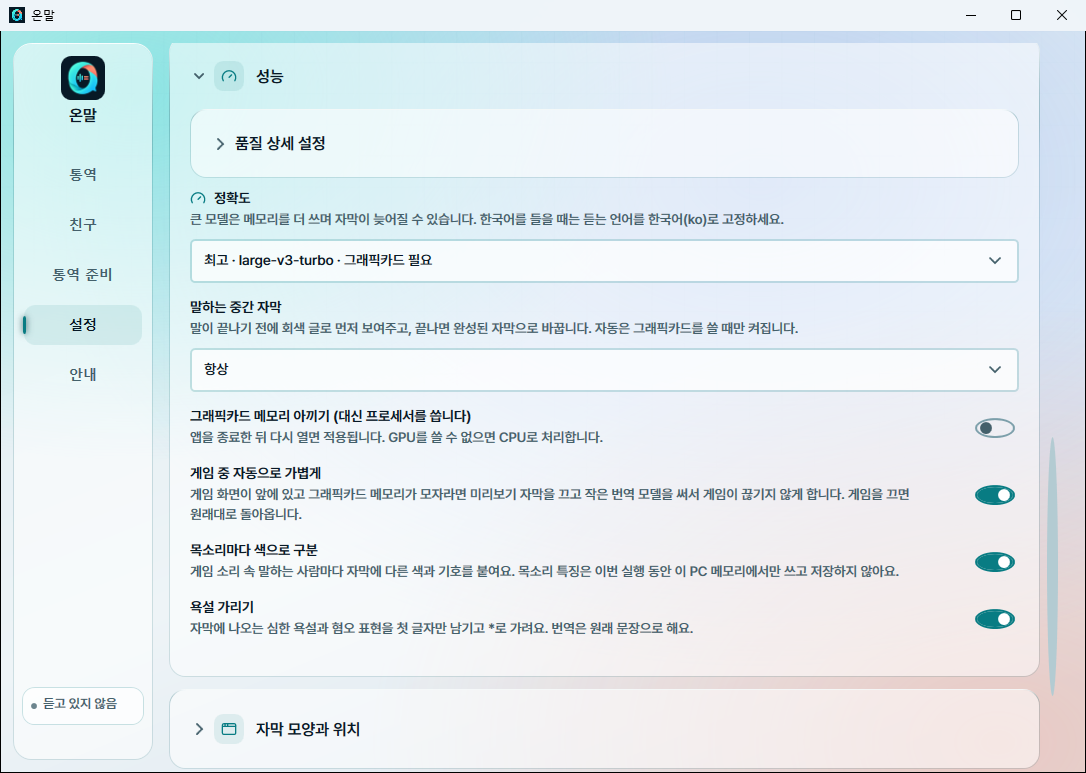 온말
온말
통역
친구
통역 준비
설정
안내
듣고 있지 않음
성능
품질 상세 설정
정확도
큰 모델은 메모리를 더 쓰며 자막이 늦어질 수 있습니다. 한국어를 들을 때는 듣는 언어를 한국어(ko)로 고정하세요.
최고 · large-v3-turbo · 그래픽카드 필요
말하는 중간 자막
말이 끝나기 전에 회색 글로 먼저 보여주고, 끝나면 완성된 자막으로 바꿉니다. 자동은 그래픽카드를 쓸 때만 켜집니다.
항상
그래픽카드 메모리 아끼기 (대신 프로세서를 씁니다)
앱을 종료한 뒤 다시 열면 적용됩니다. GPU를 쓸 수 없으면 CPU로 처리합니다.
게임 중 자동으로 가볍게
게임 화면이 앞에 있고 그래픽카드 메모리가 모자라면 미리보기 자막을 끄고 작은 번역 모델을 써서 게임이 끊기지 않게 합니다. 게임을 끄면
원래대로 돌아옵니다.
목소리마다 색으로 구분
게임 소리 속 말하는 사람마다 자막에 다른 색과 기호를 붙여요. 목소리 특징은 이번 실행 동안 이 PC 메모리에서만 쓰고 저장하지 않아요.
욕설 가리기
자막에 나오는 심한 욕설과 혐오 표현을 첫 글자만 남기고 *로 가려요. 번역은 원래 문장으로 해요.
자막 모양과 위치